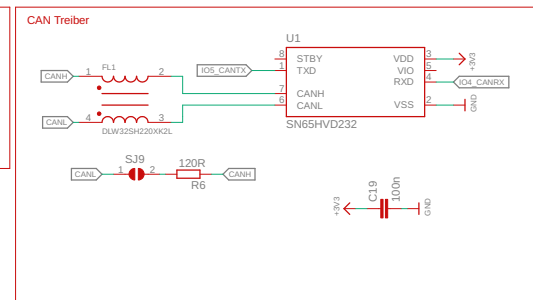 CAN Treiber
U1
8 STBY VDD 3 +3V3
IO5_CANTX 1 TXD VIO 5
RXD 4 IO4_CANRX
7 CANH
6 CANL VSS 2 GND
SN65HVD232
FL1
CANH 1 2
CANL 4 3
DLW32SH220XK2L
SJ9 120R
CANL 1 2 CANH
R6
+3V3 C19 100n GND